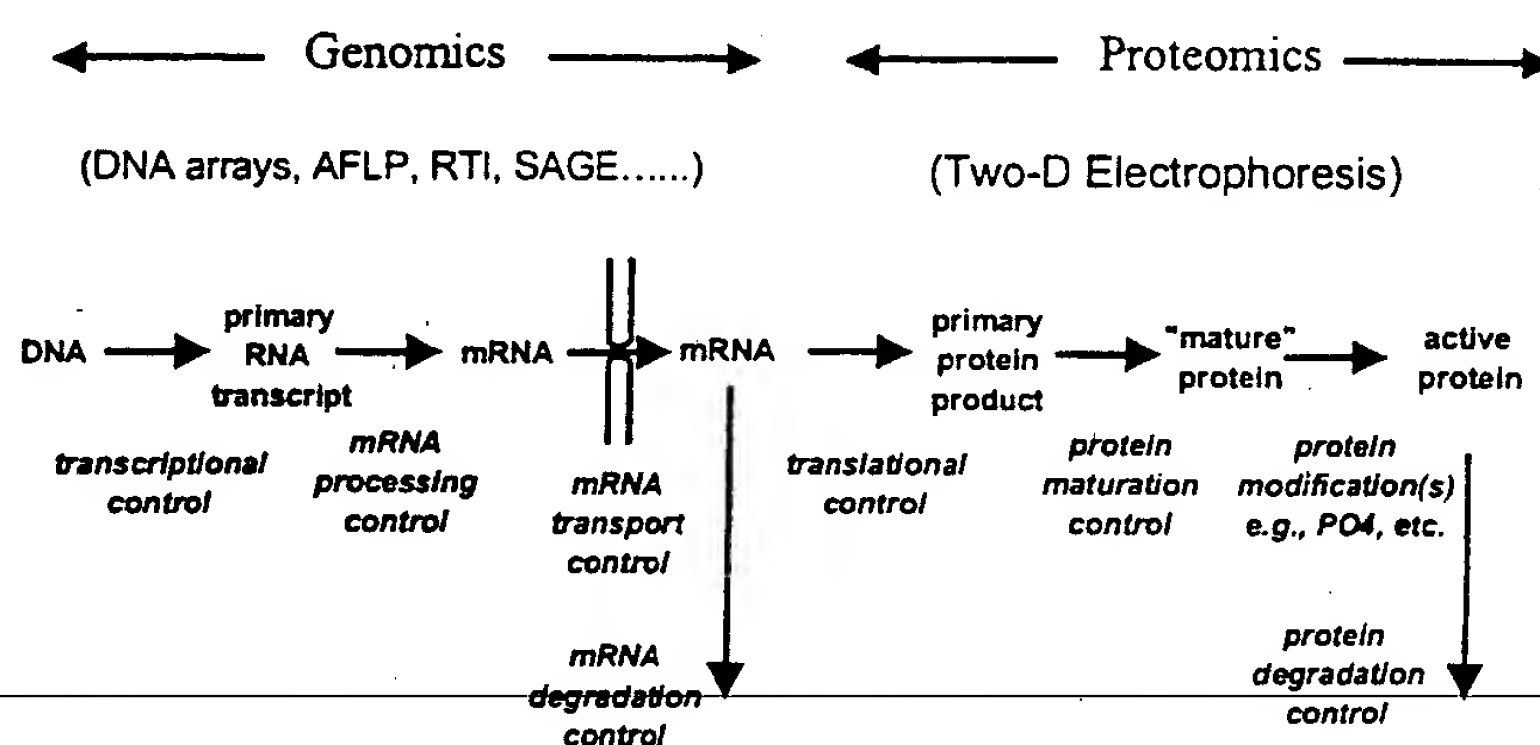 Genomics
Proteomics
(DNA arrays, AFLP, RTI, SAGE......)
(Two-D Electrophoresis)
DNA
primary
RNA
transcript
mRNA
mRNA
primary
protein
product
"mature"
protein
active
protein
transcriptional
control
mRNA
processing
control
mRNA
transport
control
translational
control
protein
maturation
control
protein
modification(s)
e.g., PO4, etc.
mRNA
degradation
control
protein
degradation
control